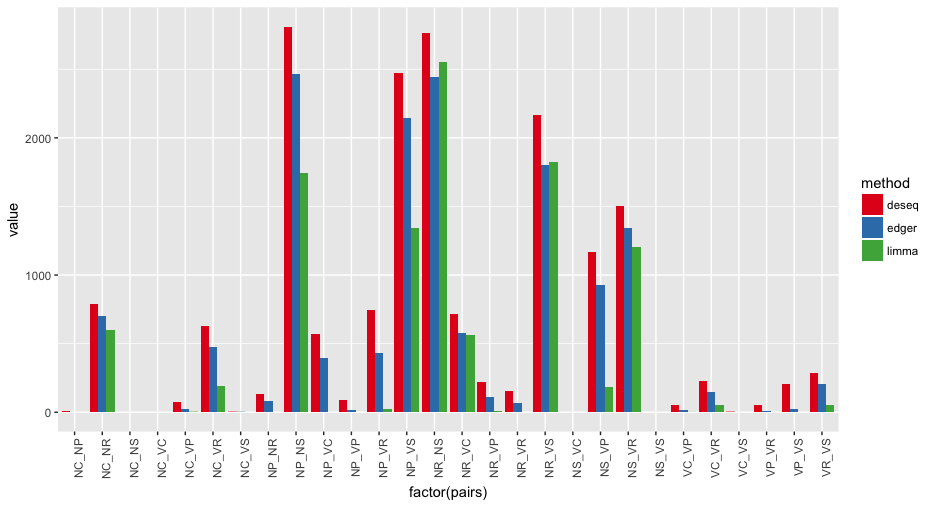 value
2000
1000
0
NC_NP
NC_NR
NC_NS
NC_VC
NC_VP
NC_VR
NC_VS
NP_NR
NP_NS
NP_VC
NP_VP
NP_VR
NP_VS
NR_NS
NR_VC
NR_VP
NR_VR
NR_VS
NS_VC
NS_VP
NS_VR
NS_VS
VC_VP
VC_VR
VC_VS
VP_VR
VP_VS
VR_VS
factor(pairs)
method
deseq
edger
limma